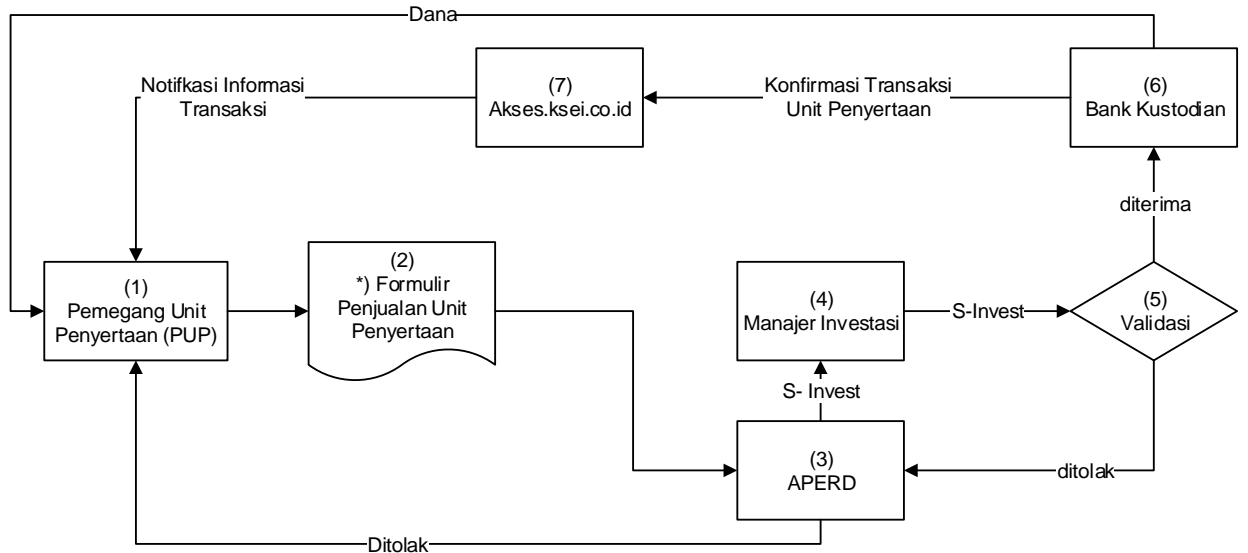 Dana
Notifkasi Informasi
Transaksi
(7)
Akses.ksei.co.id
Konfirmasi Transaksi
Unit Penyertaan
(6)
Bank Kustodian
diterima
(1)
Pemegang Unit
Penyertaan (PUP)
(2)
*) Formulir
Penjualan Unit
Penyertaan
(4)
Manajer Investasi
S-Invest
(5)
Validasi
S- Invest
(3)
APERD
ditolak
Ditolak